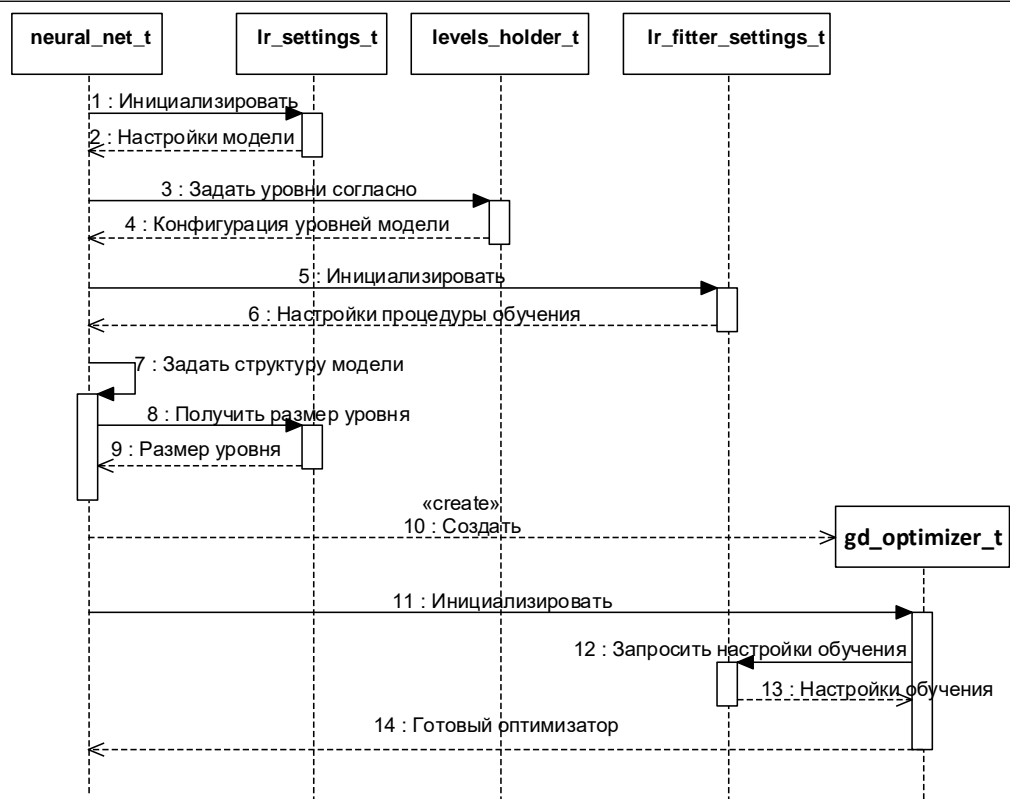 neural_net_t
lr_settings_t
levels_holder_t
lr_fitter_settings_t
1 : Инициализировать
2 : Настройки модели
3 : Задать уровни согласно
4 : Конфигурация уровней модели
5 : Инициализировать
6 : Настройки процедуры обучения
7 : Задать структуру модели
8 : Получить размер уровня
9 : Размер уровня
«create»
10 : Создать
gd_optimizer_t
11 : Инициализировать
12 : Запросить настройки обучения
13 : Настройки обучения
14 : Готовый оптимизатор